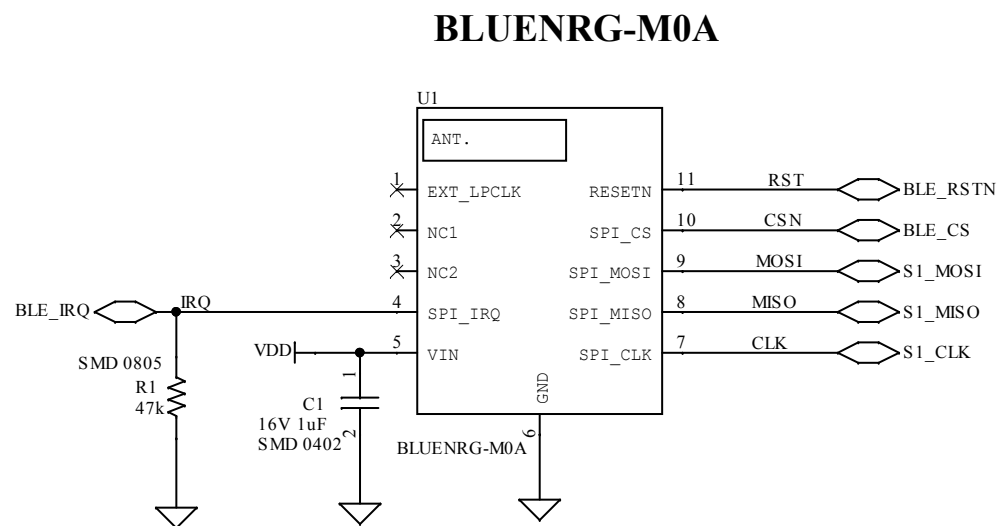 BLUENRG-M0A
U1
ANT.
1 EXT_LPCLK
2 NC1
3 NC2
BLE_IRQ IRQ 4 SPI_IRQ
VDD 5 VIN
RESETN 11 RST BLE_RSTN
SPI_CS 10 CSN BLE_CS
SPI_MOSI 9 MOSI S1_MOSI
SPI_MISO 8 MISO S1_MISO
SPI_CLK 7 CLK S1_CLK
GND
6
BLUENRG-M0A
SMD 0805
R1
47k
1
C1
16V 1uF
2
SMD 0402